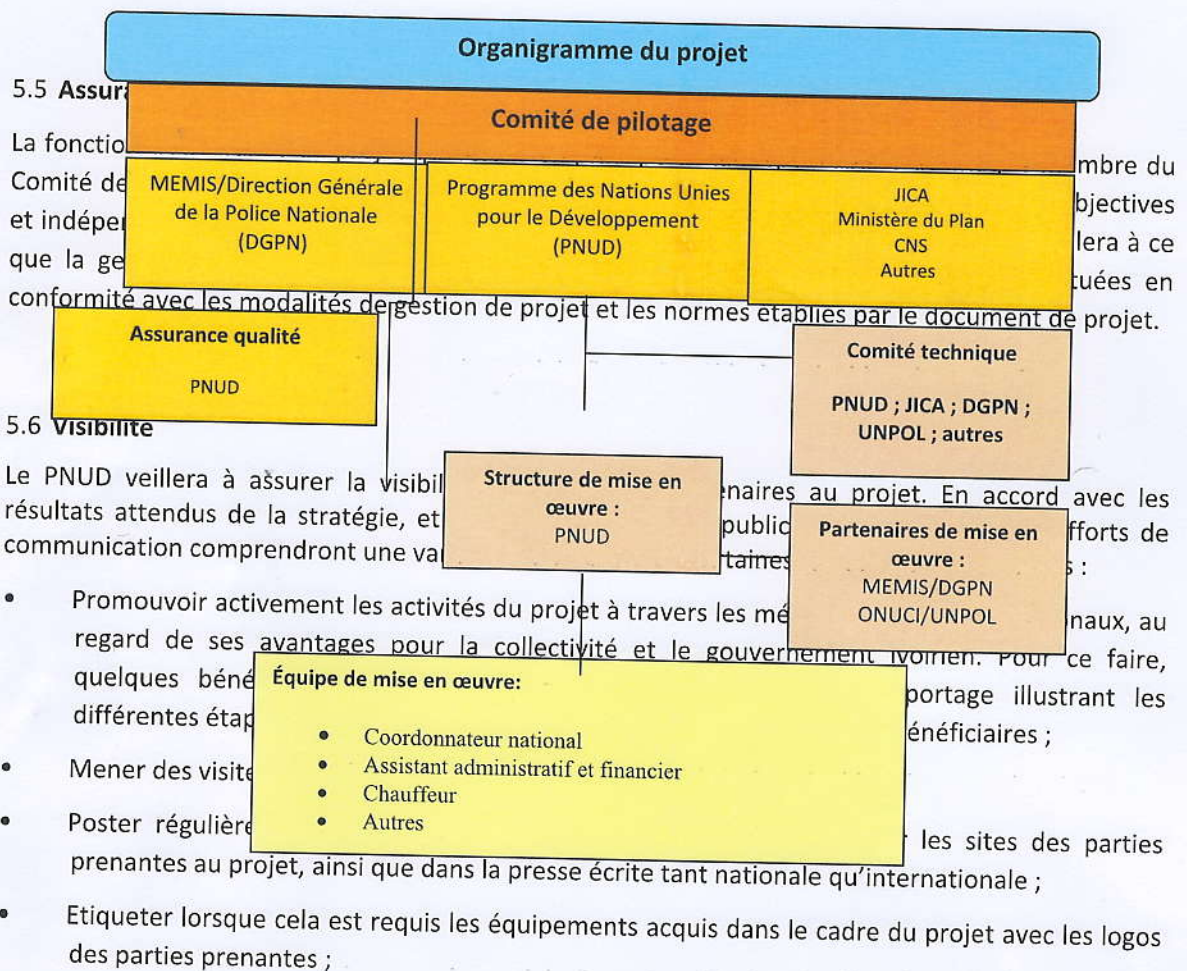 Organigramme du projet
5.5 Assur
Comité de pilotage
La fonctio
mbre du
Comité de
bjectives
et indépe
lera à ce
que la ge
tuées en
MEMIS/Direction Générale
de la Police Nationale
(DGPN)
Programme des Nations Unies
pour le Développement
(PNUD)
JICA
Ministère du Plan
CNS
Autres
conformité avec les modalités de gestion de projet et les normes établies par le document de projet.
Assurance qualité
PNUD
Comité technique
PNUD ; JICA ; DGPN ;
UNPOL ; autres
5.6 Visibilité
Le PNUD veillera à assurer la visibil
enaires au projet. En accord avec les
résultats attendus de la stratégie, et
public
fforts de
communication comprendront une va
taines
s :
Structure de mise en
œuvre :
PNUD
Partenaires de mise en
œuvre :
MEMIS/DGPN
ONUCI/UNPOL
• Promouvoir activement les activités du projet à travers les mé
naux, au
regard de ses avantages pour la collectivité et le gouvernement ivoirien. Pour ce faire,
quelques béné
portage illustrant les
différentes étap
énéficiaires ;
Équipe de mise en œuvre:
• Coordonnateur national
• Assistant administratif et financier
• Chauffeur
• Autres
• Mener des visite
• Poster régulière
les sites des parties
prenantes au projet, ainsi que dans la presse écrite tant nationale qu'internationale ;
• Etiqueter lorsque cela est requis les équipements acquis dans le cadre du projet avec les logos
des parties prenantes ;